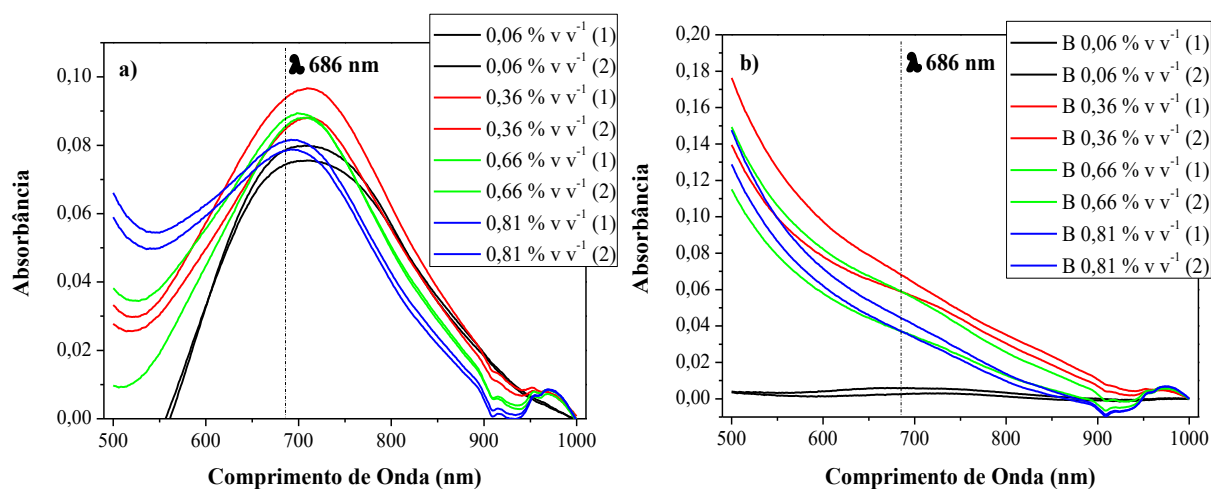 a)
686 nm
0,06 % v v⁻¹ (1)
0,06 % v v⁻¹ (2)
0,36 % v v⁻¹ (1)
0,36 % v v⁻¹ (2)
0,66 % v v⁻¹ (1)
0,66 % v v⁻¹ (2)
0,81 % v v⁻¹ (1)
0,81 % v v⁻¹ (2)
Absorbância
0,10
0,08
0,06
0,04
0,02
0,00
500 600 700 800 900 1000
Comprimento de Onda (nm)
b)
686 nm
B 0,06 % v v⁻¹ (1)
B 0,06 % v v⁻¹ (2)
B 0,36 % v v⁻¹ (1)
B 0,36 % v v⁻¹ (2)
B 0,66 % v v⁻¹ (1)
B 0,66 % v v⁻¹ (2)
B 0,81 % v v⁻¹ (1)
B 0,81 % v v⁻¹ (2)
Absorbância
0,20
0,18
0,16
0,14
0,12
0,10
0,08
0,06
0,04
0,02
0,00
500 600 700 800 900 1000
Comprimento de Onda (nm)